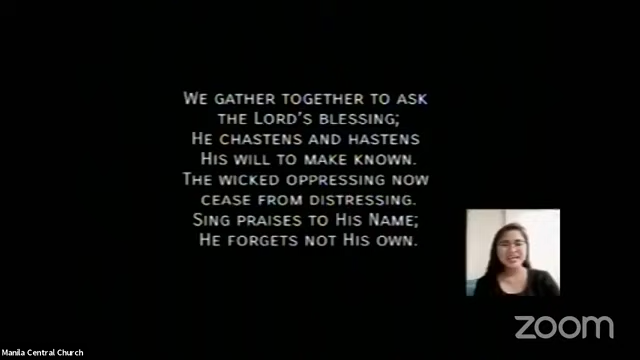 WE GATHER TOGETHER TO ASK
THE LORD'S BLESSING;
HE CHASTENS AND HASTENS
HIS WILL TO MAKE KNOWN.
THE WICKED OPPRESSING NOW
CEASE FROM DISTRESSING.
SING PRAISES TO HIS NAME;
HE FORGETS NOT HIS OWN.
zoom
Manila Central Church